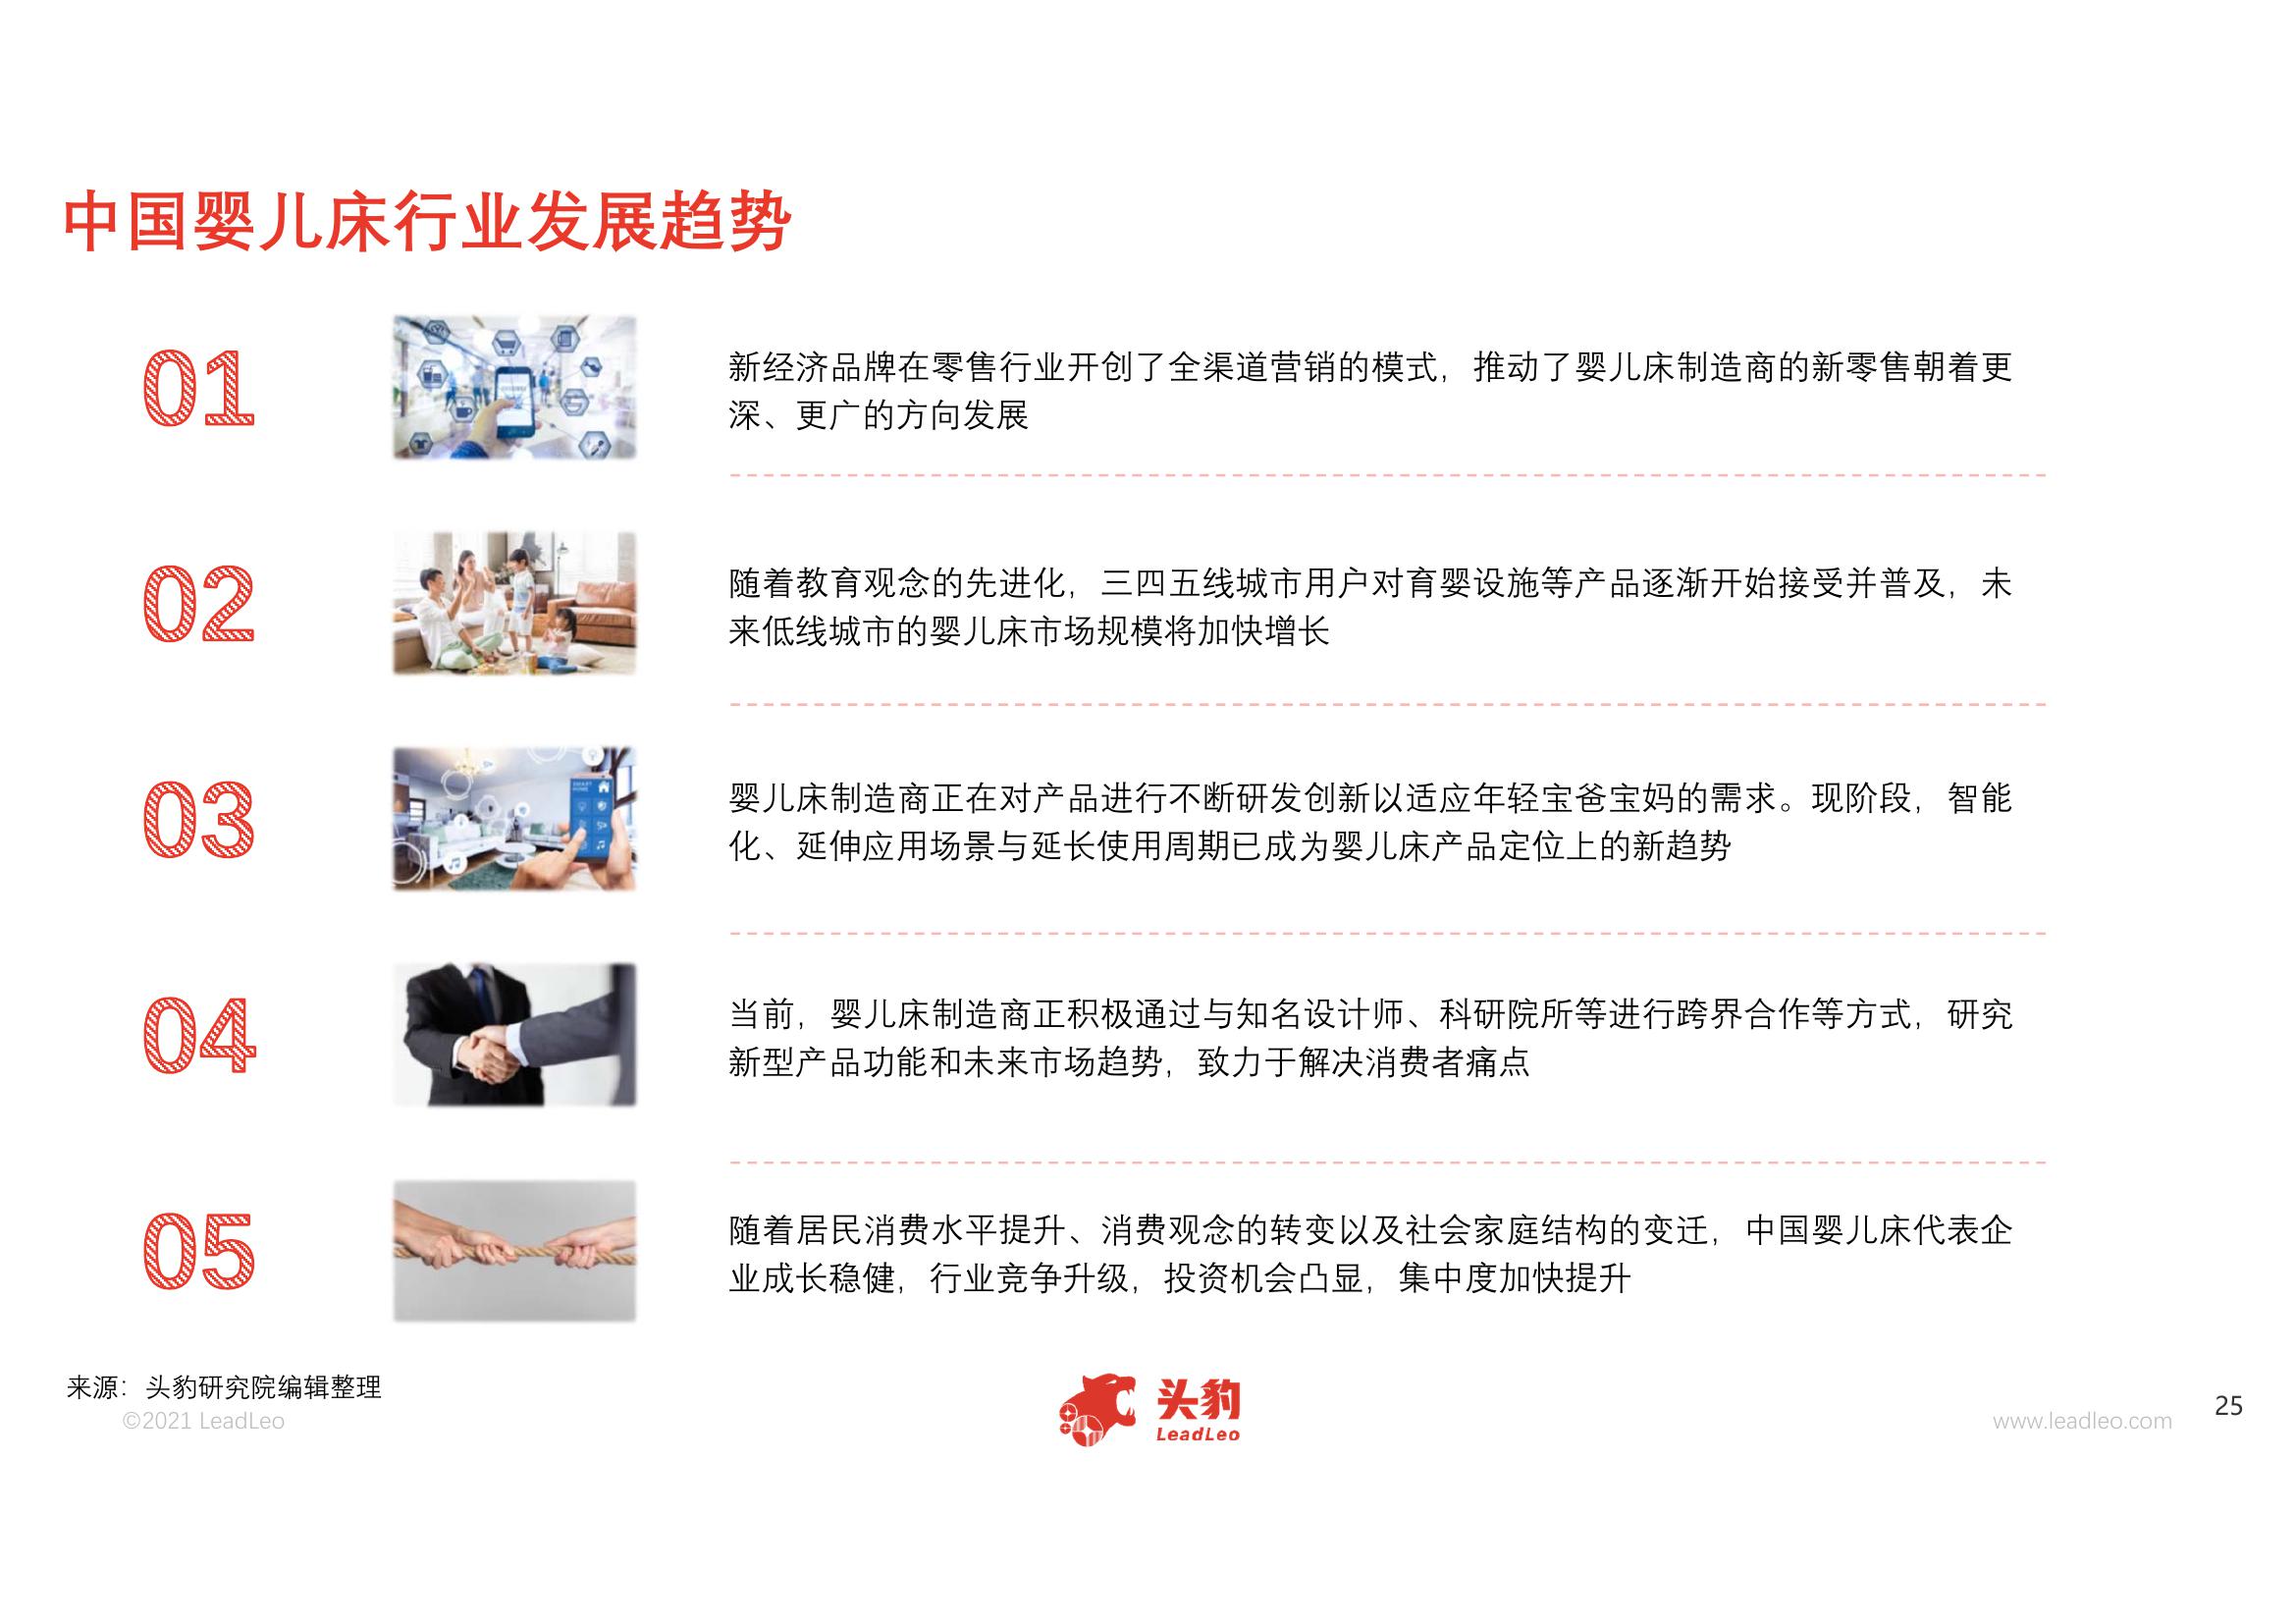 中国婴儿床行业发展趋势
01
新经济品牌在零售行业开创了全渠道营销的模式，推动了婴儿床制造商的新零售朝着更
深、更广的方向发展
02
随着教育观念的先进化，三四五线城市用户对育婴设施等产品逐渐开始接受并普及，未
来低线城市的婴儿床市场规模将加快增长
03
SMART
HOME
婴儿床制造商正在对产品进行不断研发创新以适应年轻宝爸宝妈的需求。现阶段，智能
化、延伸应用场景与延长使用周期已成为婴儿床产品定位上的新趋势
04
当前，婴儿床制造商正积极通过与知名设计师、科研院所等进行跨界合作等方式，研究
新型产品功能和未来市场趋势，致力于解决消费者痛点
05
随着居民消费水平提升、消费观念的转变以及社会家庭结构的变迁，中国婴儿床代表企
业成长稳健，行业竞争升级，投资机会凸显，集中度加快提升
来源：头豹研究院编辑整理
©2021 LeadLeo
头豹
LeadLeo
www.leadleo.com
25